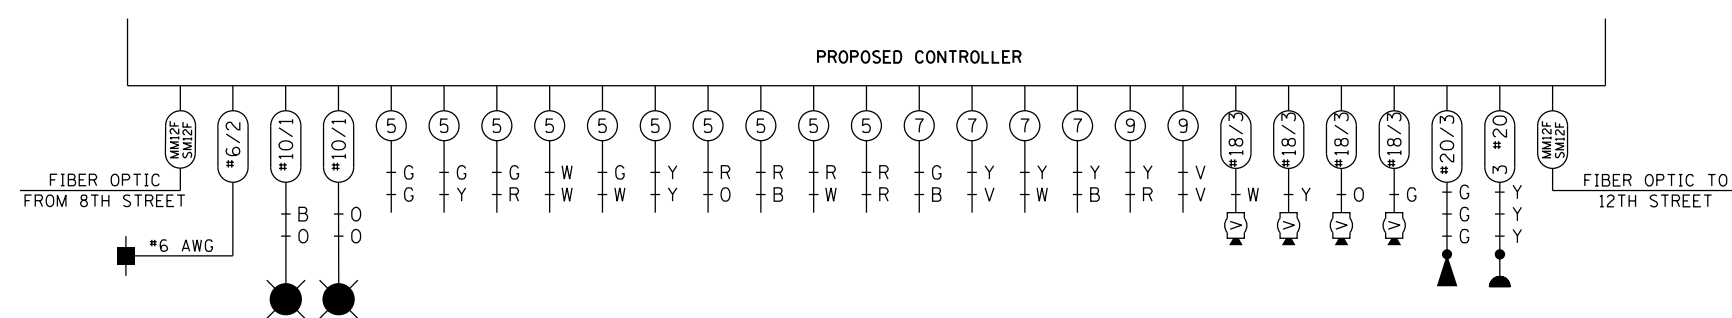 PROPOSED CONTROLLER
MM12F
SM12F
#6/2
#10/1
#10/1
5 5 5 5 5 5 5 5 5 5 7 7 7 7 9 9
#18/3
#18/3
#18/3
#18/3
#20/3
3 #20
MM12F
SM12F
G G G W G Y R R R R G Y Y Y Y V
G Y R W W Y O B W R B V W B R V
FIBER OPTIC
FROM 8TH STREET
FIBER OPTIC TO
12TH STREET
W Y O G G Y
G Y
B O G Y
O O
V V V V
#6 AWG